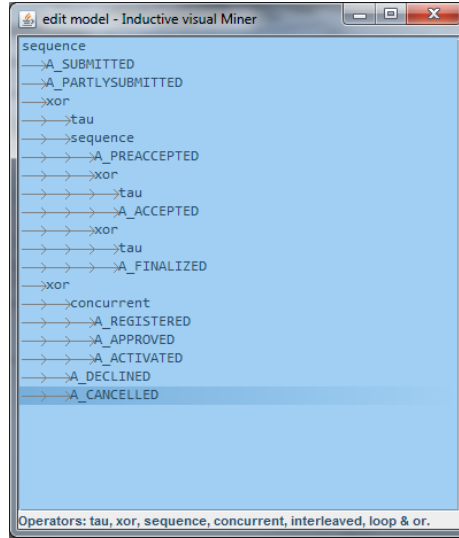 edit model - Inductive visual Miner
sequence
A_SUBMITTED
A_PARTLYSUBMITTED
xor
tau
sequence
A_PREACCEPTED
xor
tau
A_ACCEPTED
xor
tau
A_FINALIZED
xor
concurrent
A_REGISTERED
A_APPROVED
A_ACTIVATED
A_DECLINED
A_CANCELLED
Operators: tau, xor, sequence, concurrent, interleaved, loop & or.